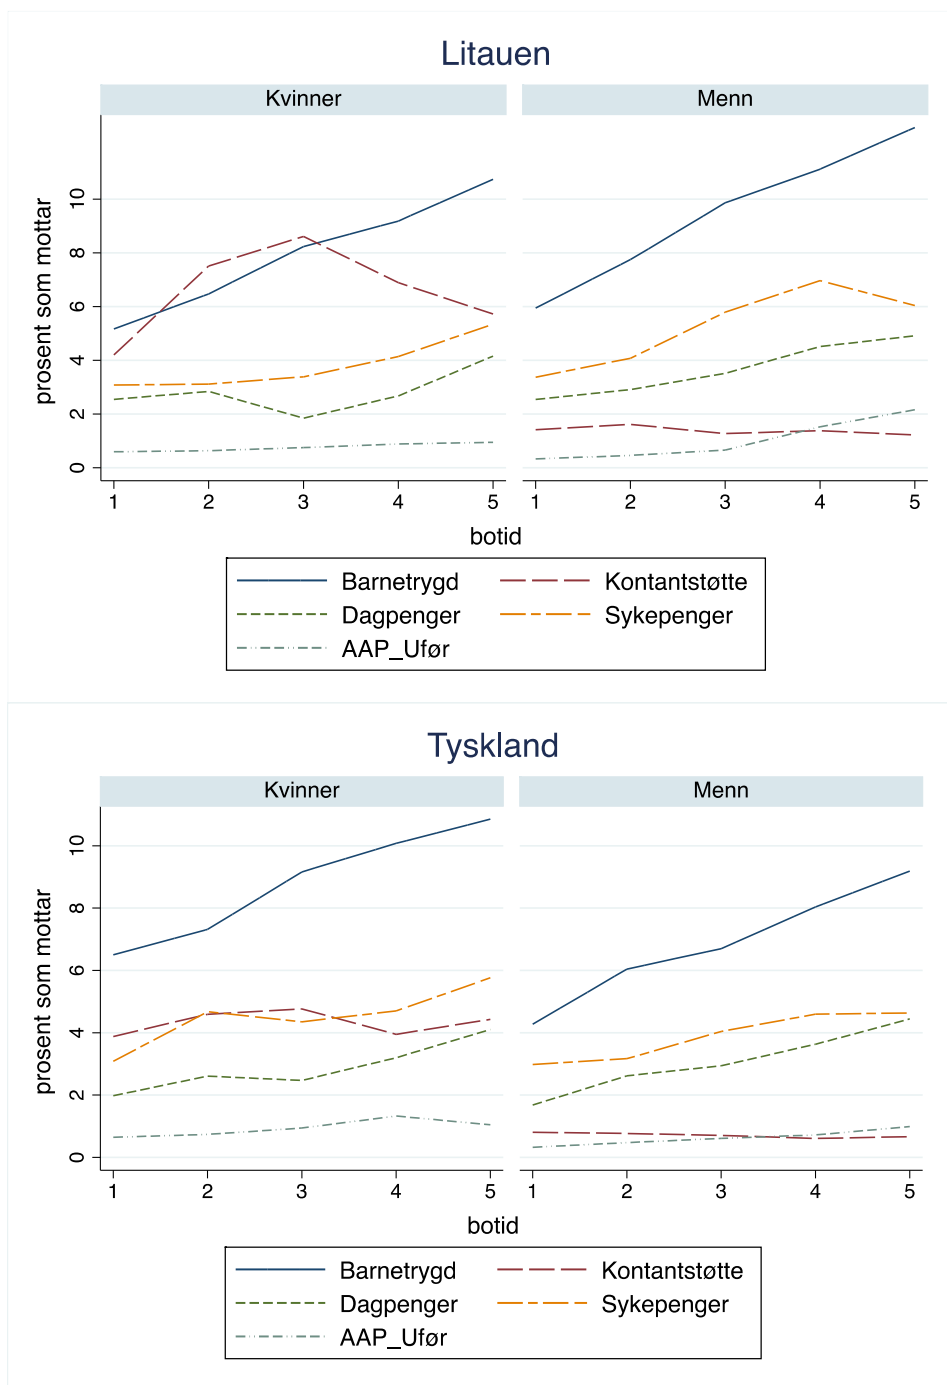 Litauen
Kvinner Menn
prosent som mottar
10
8
6
4
2
0
1 2 3 4 5 1 2 3 4 5
botid
Barnetrygd Kontantstøtte
Dagpenger Sykepenger
AAP_Ufør
Tyskland
Kvinner Menn
prosent som mottar
10
8
6
4
2
0
1 2 3 4 5 1 2 3 4 5
botid
Barnetrygd Kontantstøtte
Dagpenger Sykepenger
AAP_Ufør